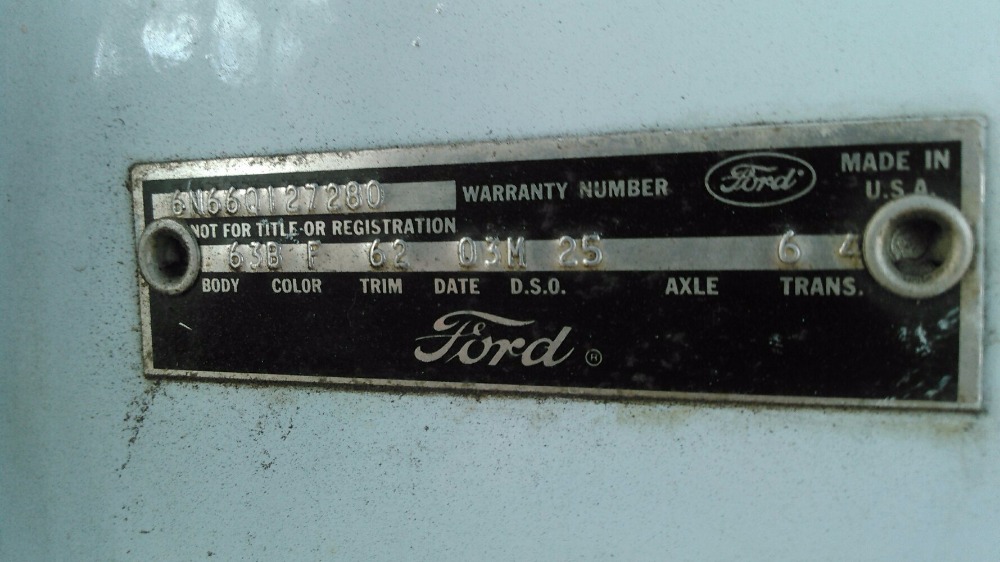 6N66Q127280 WARRANTY NUMBER Ford MADE IN U.S.A.
NOT FOR TITLE OR REGISTRATION
63B F 62 03M 25 6 4
BODY COLOR TRIM DATE D.S.O. AXLE TRANS.
Ford ®